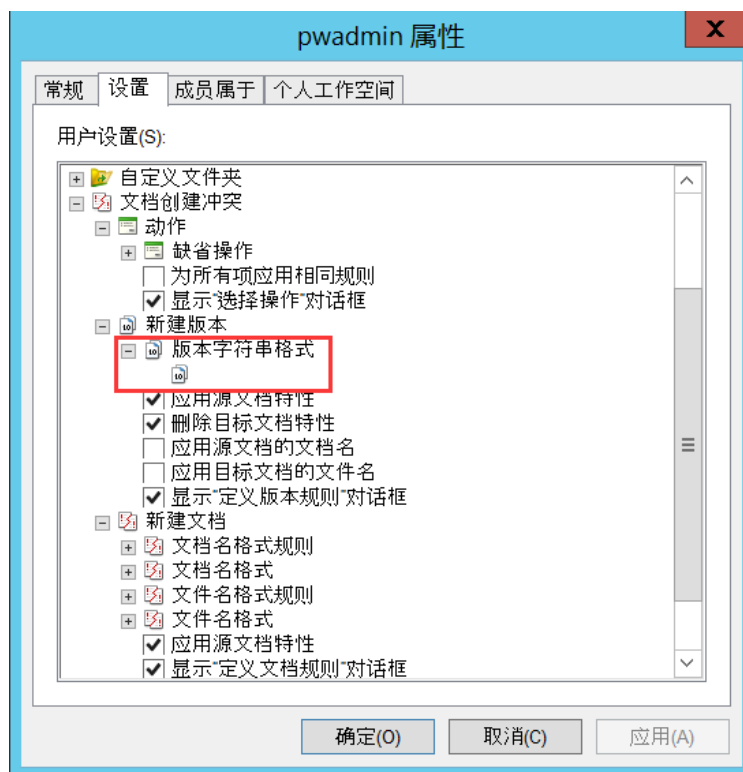 pwadmin 属性
X
常规 设置 成员属于 个人工作空间
用户设置(S):
自定义文件夹
文档创建冲突
动作
缺省操作
为所有项应用相同规则
显示"选择操作"对话框
新建版本
版本字符串格式
应用源文档特性
删除目标文档特性
应用源文档的文档名
应用目标文档的文件名
显示"定义版本规则"对话框
新建文档
文档名格式规则
文档名格式
文件名格式规则
文件名格式
应用源文档特性
显示"定义文档规则"对话框
确定(O) 取消(C) 应用(A)